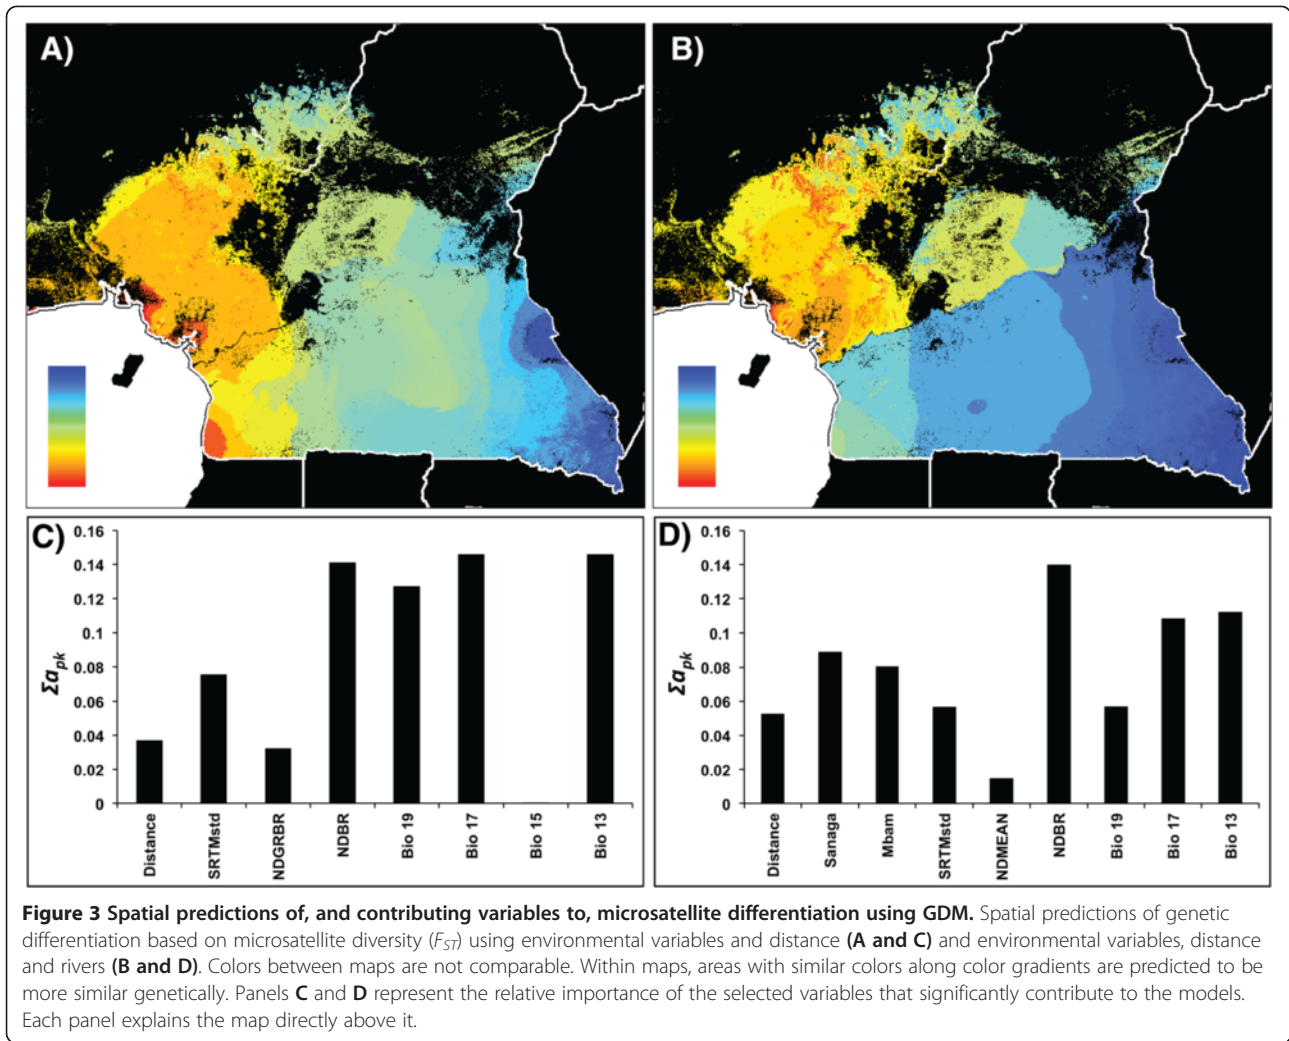 A)
B)
C)
0.16
0.14
0.12
0.1
0.08
0.06
0.04
0.02
0
Σa_pk
Distance
SRTMstd
NDGRBR
NDBR
Bio 19
Bio 17
Bio 15
Bio 13
D)
0.16
0.14
0.12
0.1
0.08
0.06
0.04
0.02
0
Σa_pk
Distance
Sanaga
Mbam
SRTMstd
NDMEAN
NDBR
Bio 19
Bio 17
Bio 13
Figure 3 Spatial predictions of, and contributing variables to, microsatellite differentiation using GDM. Spatial predictions of genetic
differentiation based on microsatellite diversity (F_ST) using environmental variables and distance (A and C) and environmental variables, distance
and rivers (B and D). Colors between maps are not comparable. Within maps, areas with similar colors along color gradients are predicted to be
more similar genetically. Panels C and D represent the relative importance of the selected variables that significantly contribute to the models.
Each panel explains the map directly above it.